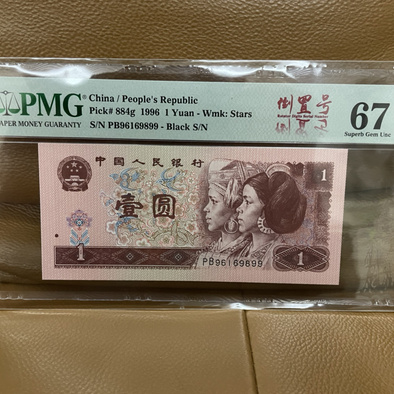 PMG
PAPER MONEY GUARANTY
China / People's Republic
Pick# 884g 1996 1 Yuan - Wmk: Stars
S/N PB96169899 - Black S/N
倒置号
67
Superb Gem Unc
中国人民银行
壹圆
1
1
1
PB96169899